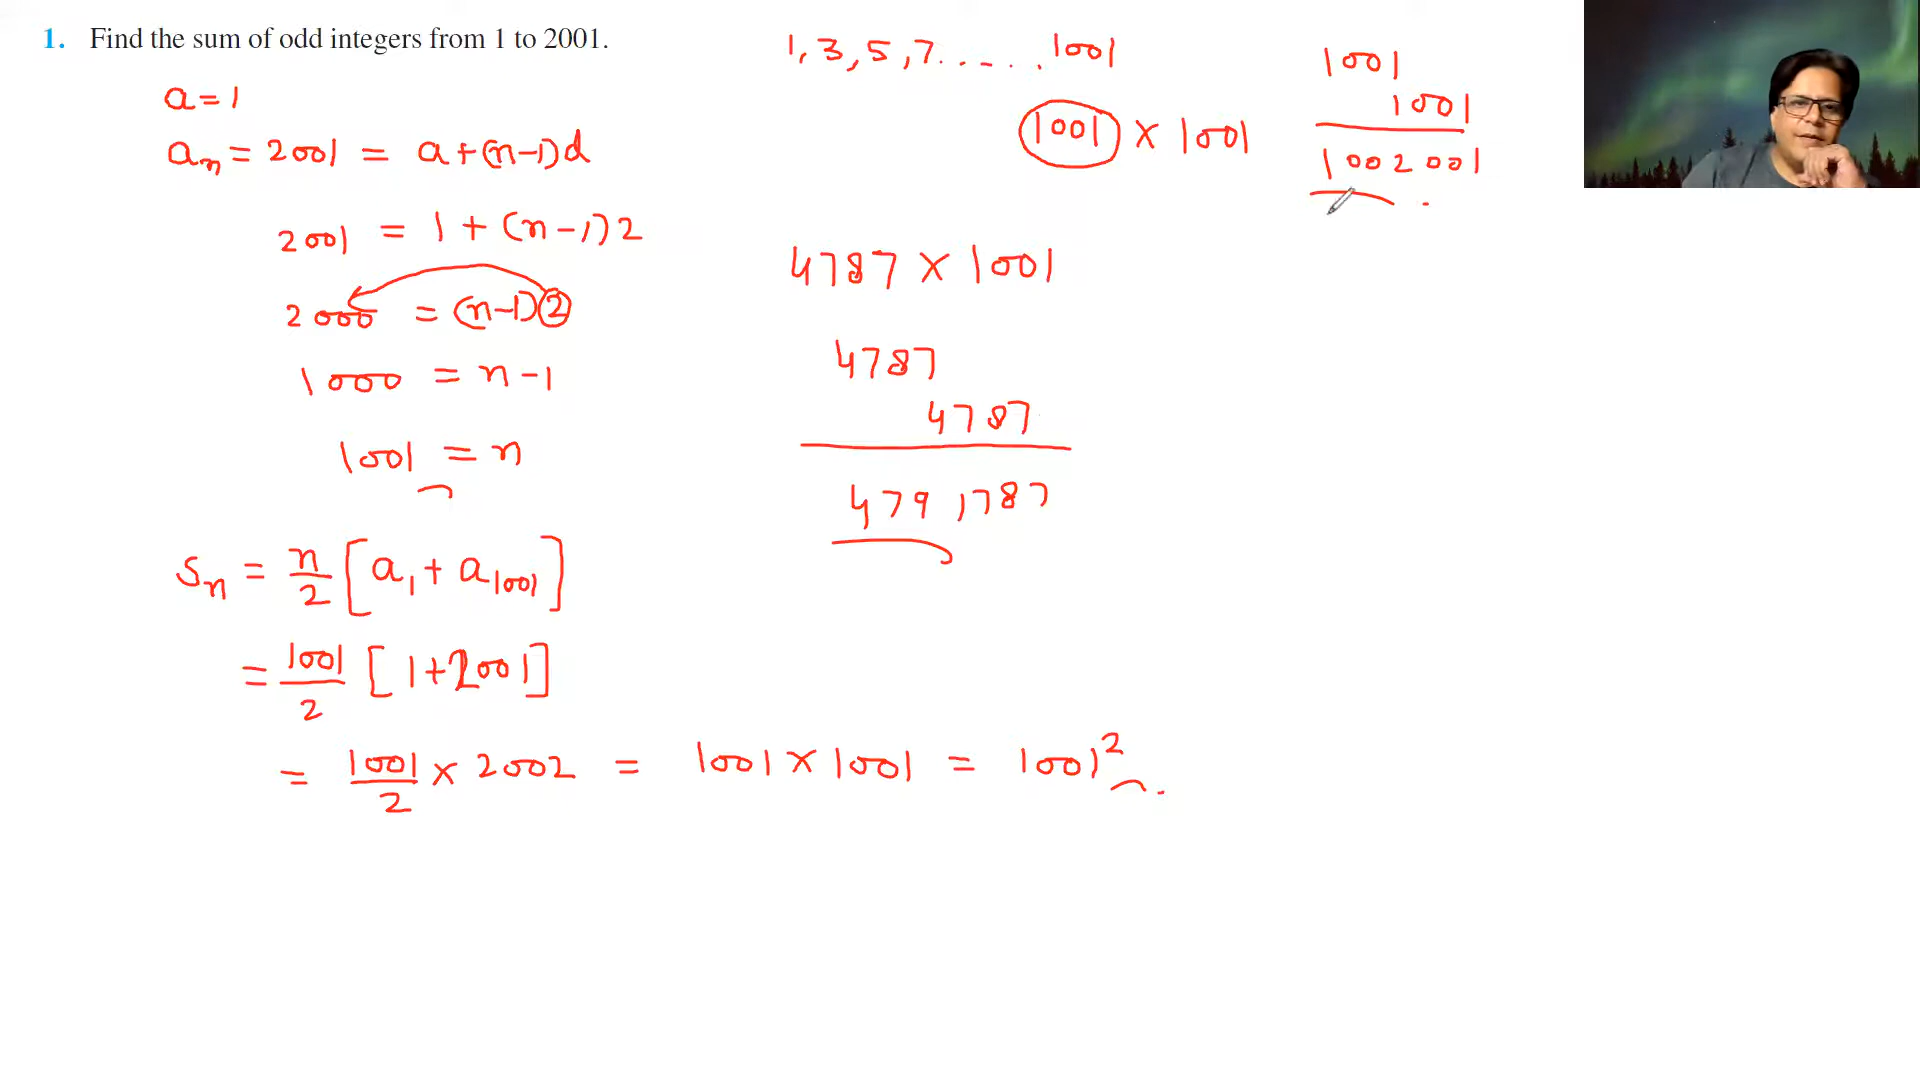 1. Find the sum of odd integers from 1 to 2001.
a = 1
aₙ = 2001 = a + (n-1)d
2001 = 1 + (n-1)2
2000 = (n-1)2
1000 = n-1
1001 = n
Sₙ = n/2 [a₁ + a₁₀₀₁]
= 1001/2 [1+2001]
= 1001/2 × 2002 = 1001 × 1001 = 1001²
1, 3, 5, 7 . . . . . . 1001
1001 × 1001
4787 × 1001
4787
4787
4791787
1001
1001
1002001